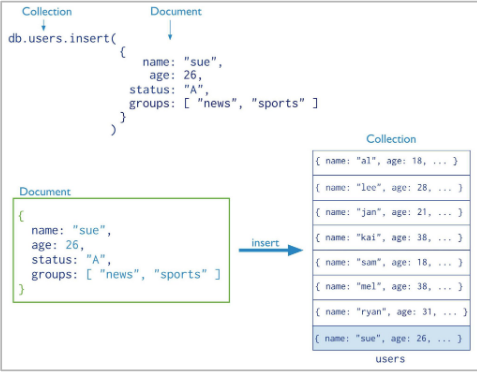 Collection Document
db.users.insert(
{
name: "sue",
age: 26,
status: "A",
groups: [ "news", "sports" ]
}
)
Document
{
name: "sue",
age: 26,
status: "A",
groups: [ "news", "sports" ]
}
insert
Collection
{ name: "al", age: 18, ... }
{ name: "lee", age: 28, ... }
{ name: "jan", age: 21, ... }
{ name: "kai", age: 38, ... }
{ name: "sam", age: 18, ... }
{ name: "mel", age: 38, ... }
{ name: "ryan", age: 31, ... }
{ name: "sue", age: 26, ... }
users